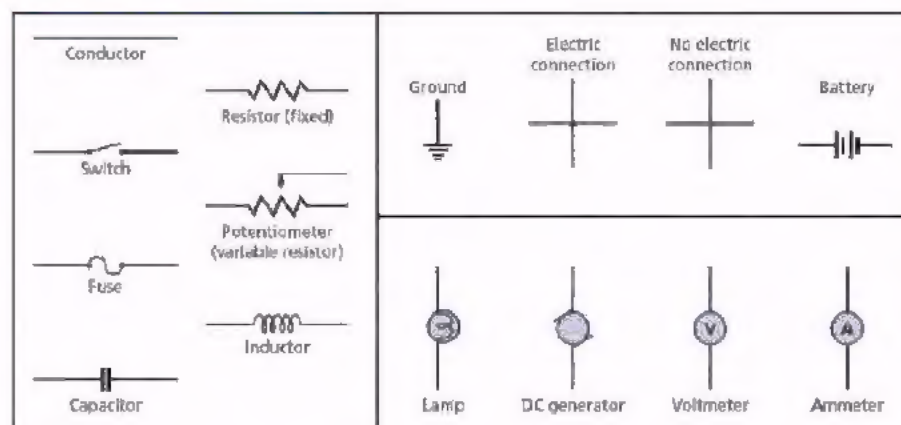 Conductor
Resistor (fixed)
Switch
Potentiometer
(variable resistor)
Fuse
Inductor
Capacitor
Ground
Electric
connection
No electric
connection
Battery
V
A
Lamp
DC generator
Voltmeter
Ammeter